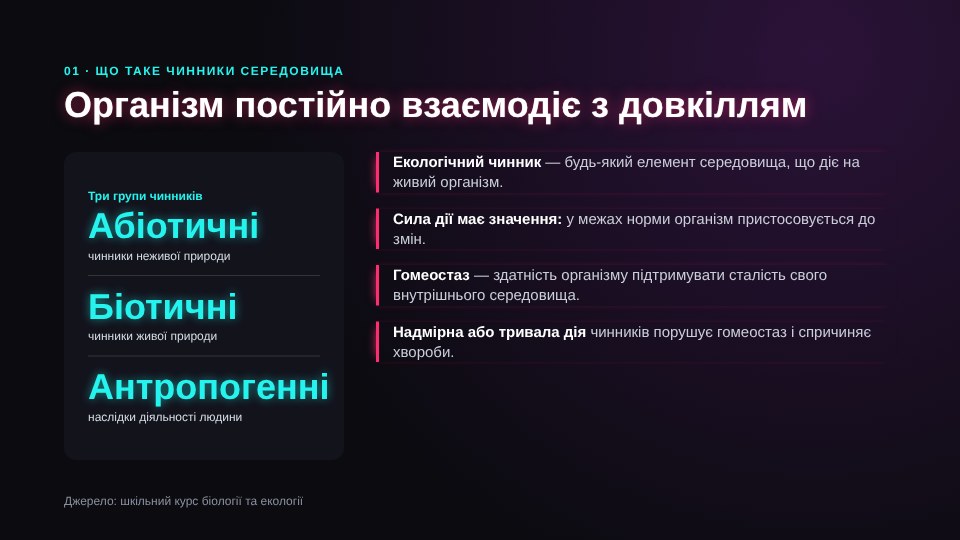 01 · ЩО ТАКЕ ЧИННИКИ СЕРЕДОВИЩА
Організм постійно взаємодіє з довкіллям
Три групи чинників
Абіотичні
чинники неживої природи
Біотичні
чинники живої природи
Антропогенні
наслідки діяльності людини
Екологічний чинник — будь-який елемент середовища, що діє на
живий організм.
Сила дії має значення: у межах норми організм пристосовується до
змін.
Гомеостаз — здатність організму підтримувати сталість свого
внутрішнього середовища.
Надмірна або тривала дія чинників порушує гомеостаз і спричиняє
хвороби.
Джерело: шкільний курс біології та екології